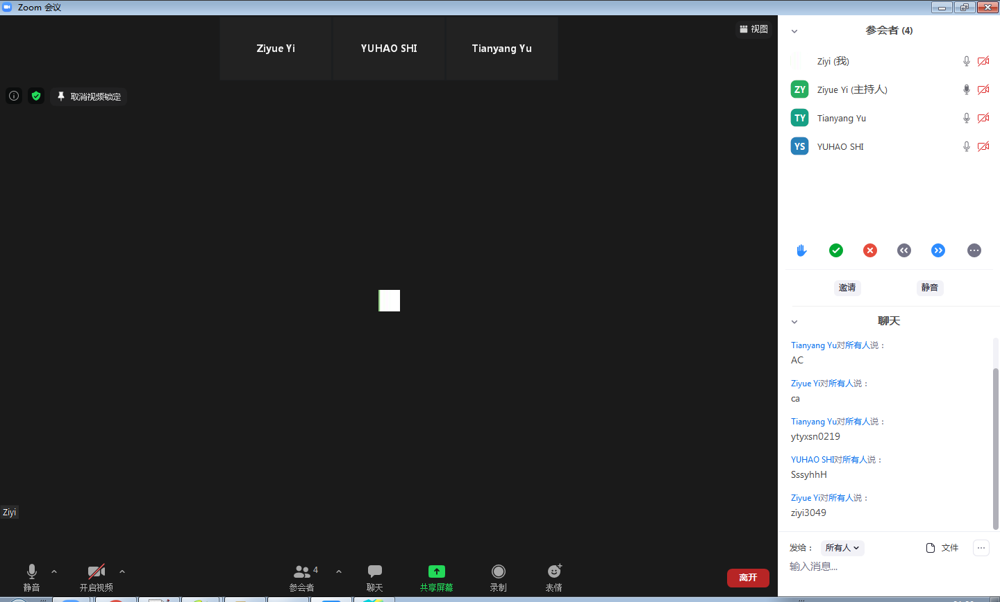 Zoom 会议
Ziyue Yi
YUHAO SHI
Tianyang Yu
视图
取消视频锁定
Ziyi
静音
开启视频
4
参会者
聊天
共享屏幕
录制
表情
离开
参会者 (4)
Ziyi (我)
ZY Ziyue Yi (主持人)
TY Tianyang Yu
YS YUHAO SHI
邀请
静音
聊天
Tianyang Yu对所有人说：
AC
Ziyue Yi对所有人说：
ca
Tianyang Yu对所有人说：
ytyxsn0219
YUHAO SHI对所有人说：
SssyhhH
Ziyue Yi对所有人说：
ziyi3049
发给： 所有人 文件
输入消息...